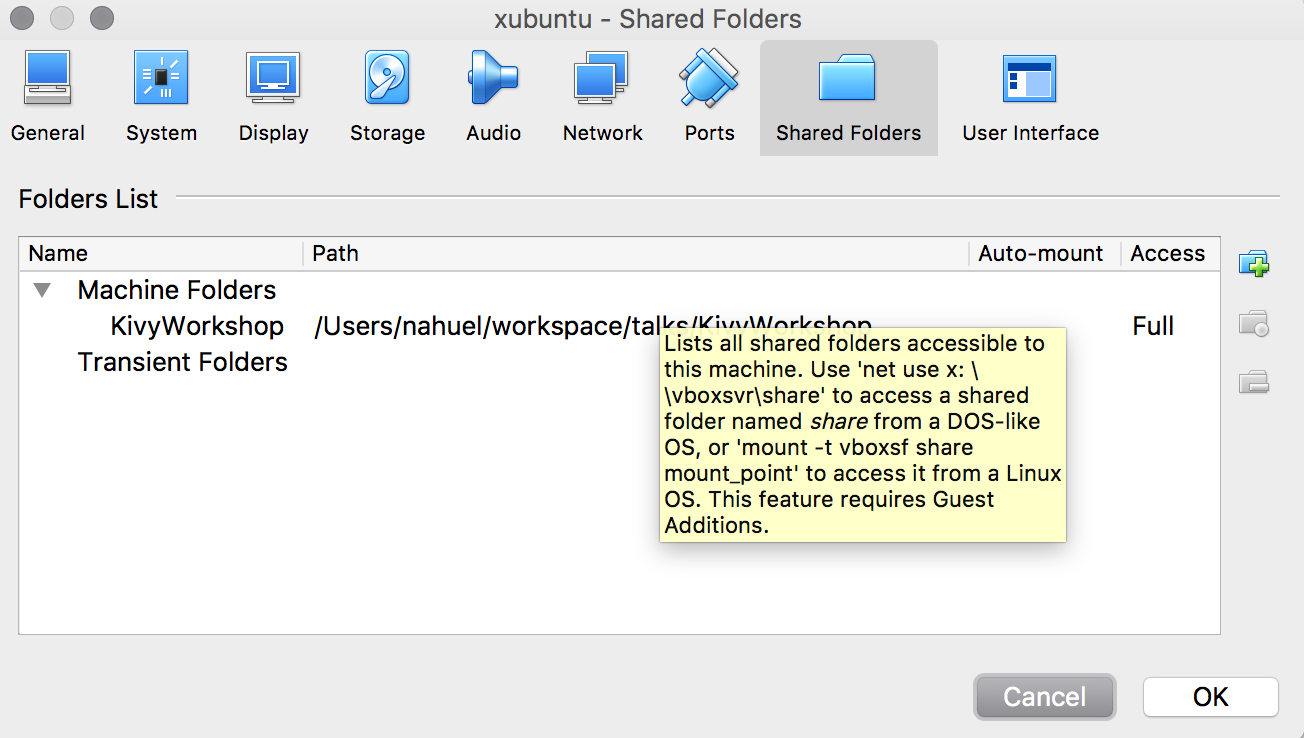 xubuntu - Shared Folders
General System Display Storage Audio Network Ports Shared Folders User Interface
Folders List
Name Path Auto-mount Access
Machine Folders
KivyWorkshop /Users/nahuel/workspace/talks/KivyWorkshop Full
Transient Folders
Lists all shared folders accessible to
this machine. Use 'net use x: \
\vboxsvr\share' to access a shared
folder named share from a DOS-like
OS, or 'mount -t vboxsf share
mount_point' to access it from a Linux
OS. This feature requires Guest
Additions.
Cancel OK